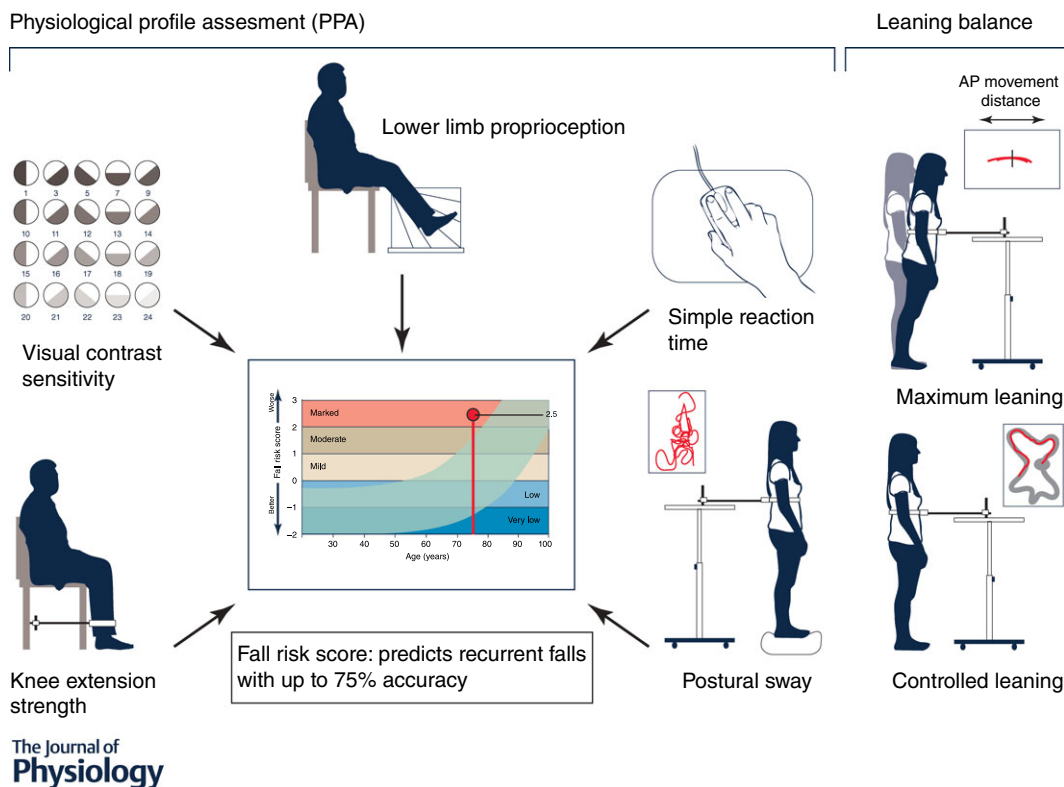 Physiological profile assesment (PPA)
Leaning balance
Lower limb proprioception
AP movement
distance
1 3 5 7 9
10 11 12 13 14
15 16 17 18 19
20 21 22 23 24
Visual contrast
sensitivity
Simple reaction
time
Maximum leaning
Worse
Fall risk score
Better
3
2
1
0
–1
–2
Marked
Moderate
Mild
Low
Very low
2.5
30 40 50 60 70 80 90 100
Age (years)
Fall risk score: predicts recurrent falls
with up to 75% accuracy
Knee extension
strength
Postural sway
Controlled leaning
The Journal of
Physiology